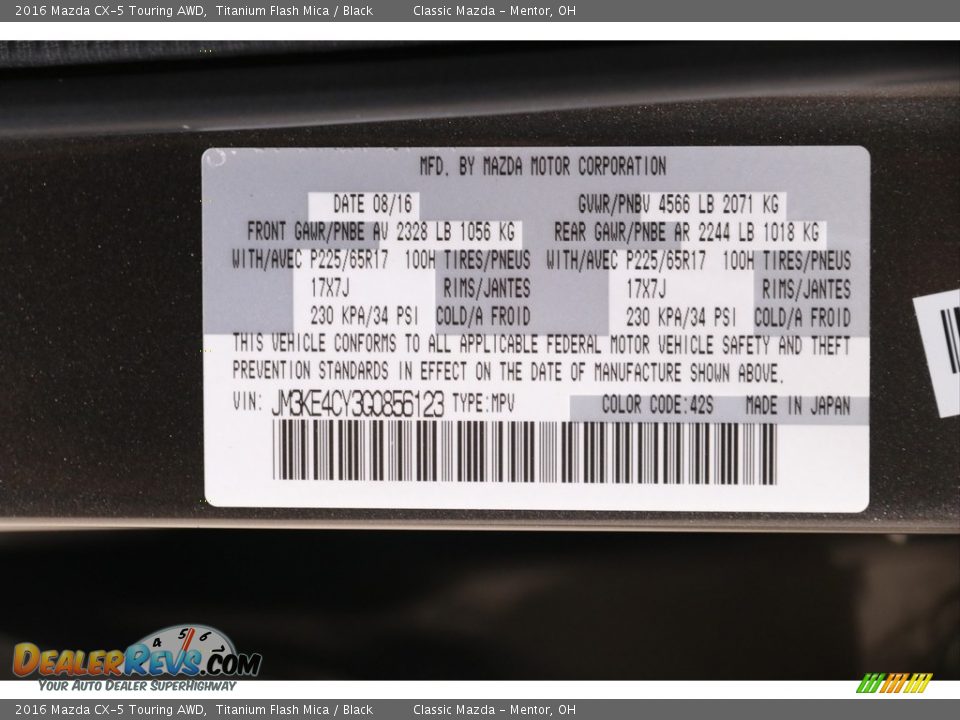 2016 Mazda CX-5 Touring AWD, Titanium Flash Mica / Black Classic Mazda - Mentor, OH
MFD. BY MAZDA MOTOR CORPORATION
DATE 08/16 GVWR/PNBV 4566 LB 2071 KG
FRONT GAWR/PNBE AV 2328 LB 1056 KG REAR GAWR/PNBE AR 2244 LB 1018 KG
WITH/AVEC P225/65R17 100H TIRES/PNEUS WITH/AVEC P225/65R17 100H TIRES/PNEUS
17X7J RIMS/JANTES 17X7J RIMS/JANTES
230 KPA/34 PSI COLD/A FROID 230 KPA/34 PSI COLD/A FROID
THIS VEHICLE CONFORMS TO ALL APPLICABLE FEDERAL MOTOR VEHICLE SAFETY AND THEFT
PREVENTION STANDARDS IN EFFECT ON THE DATE OF MANUFACTURE SHOWN ABOVE.
VIN: JM3KE4CY3G0856123 TYPE:MPV COLOR CODE:42S MADE IN JAPAN
4 5 6
DEALERREVS.COM
YOUR AUTO DEALER SUPERHIGHWAY
2016 Mazda CX-5 Touring AWD, Titanium Flash Mica / Black Classic Mazda - Mentor, OH